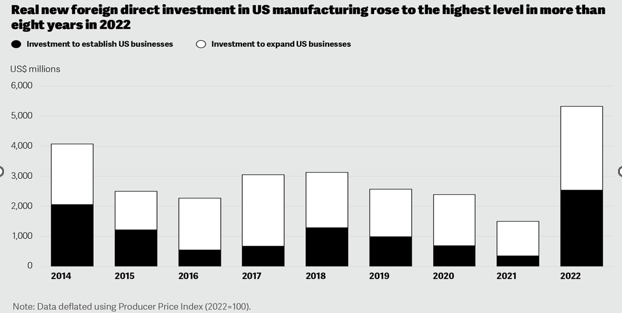 Real new foreign direct investment in US manufacturing rose to the highest level in more than
eight years in 2022
Investment to establish US businesses
Investment to expand US businesses
US$ millions
6,000
5,000
4,000
3,000
2,000
1,000
0
2014 2015 2016 2017 2018 2019 2020 2021 2022
Note: Data deflated using Producer Price Index (2022=100).